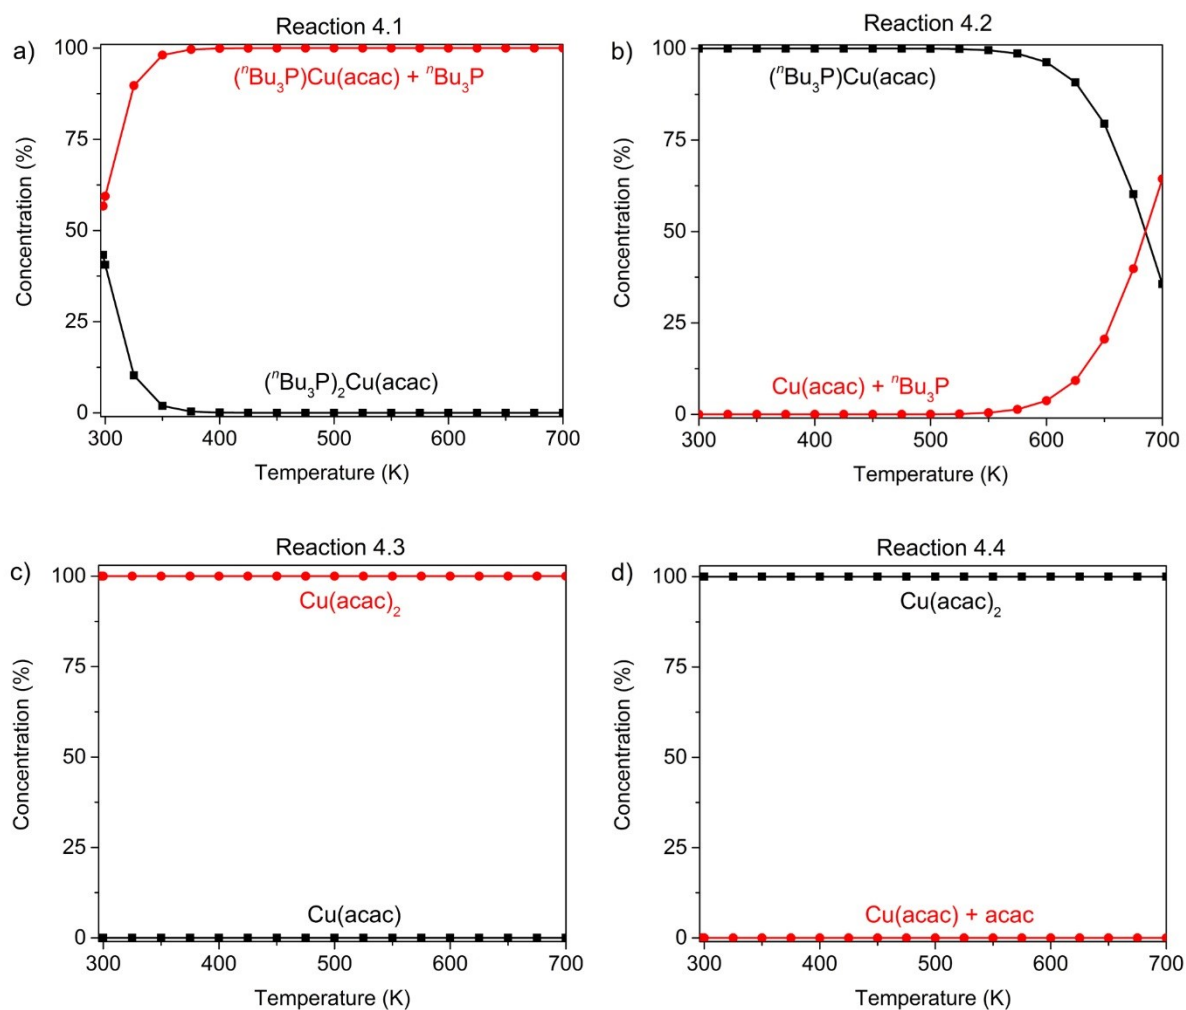 a)
Reaction 4.1
100
75
50
25
0
Concentration (%)
(ⁿBu₃P)Cu(acac) + ⁿBu₃P
(ⁿBu₃P)₂Cu(acac)
300 400 500 600 700
Temperature (K)
b)
Reaction 4.2
100
75
50
25
0
Concentration (%)
(ⁿBu₃P)Cu(acac)
Cu(acac) + ⁿBu₃P
300 400 500 600 700
Temperature (K)
c)
Reaction 4.3
100
75
50
25
0
Concentration (%)
Cu(acac)₂
Cu(acac)
300 400 500 600 700
Temperature (K)
d)
Reaction 4.4
100
75
50
25
0
Concentration (%)
Cu(acac)₂
Cu(acac) + acac
300 400 500 600 700
Temperature (K)